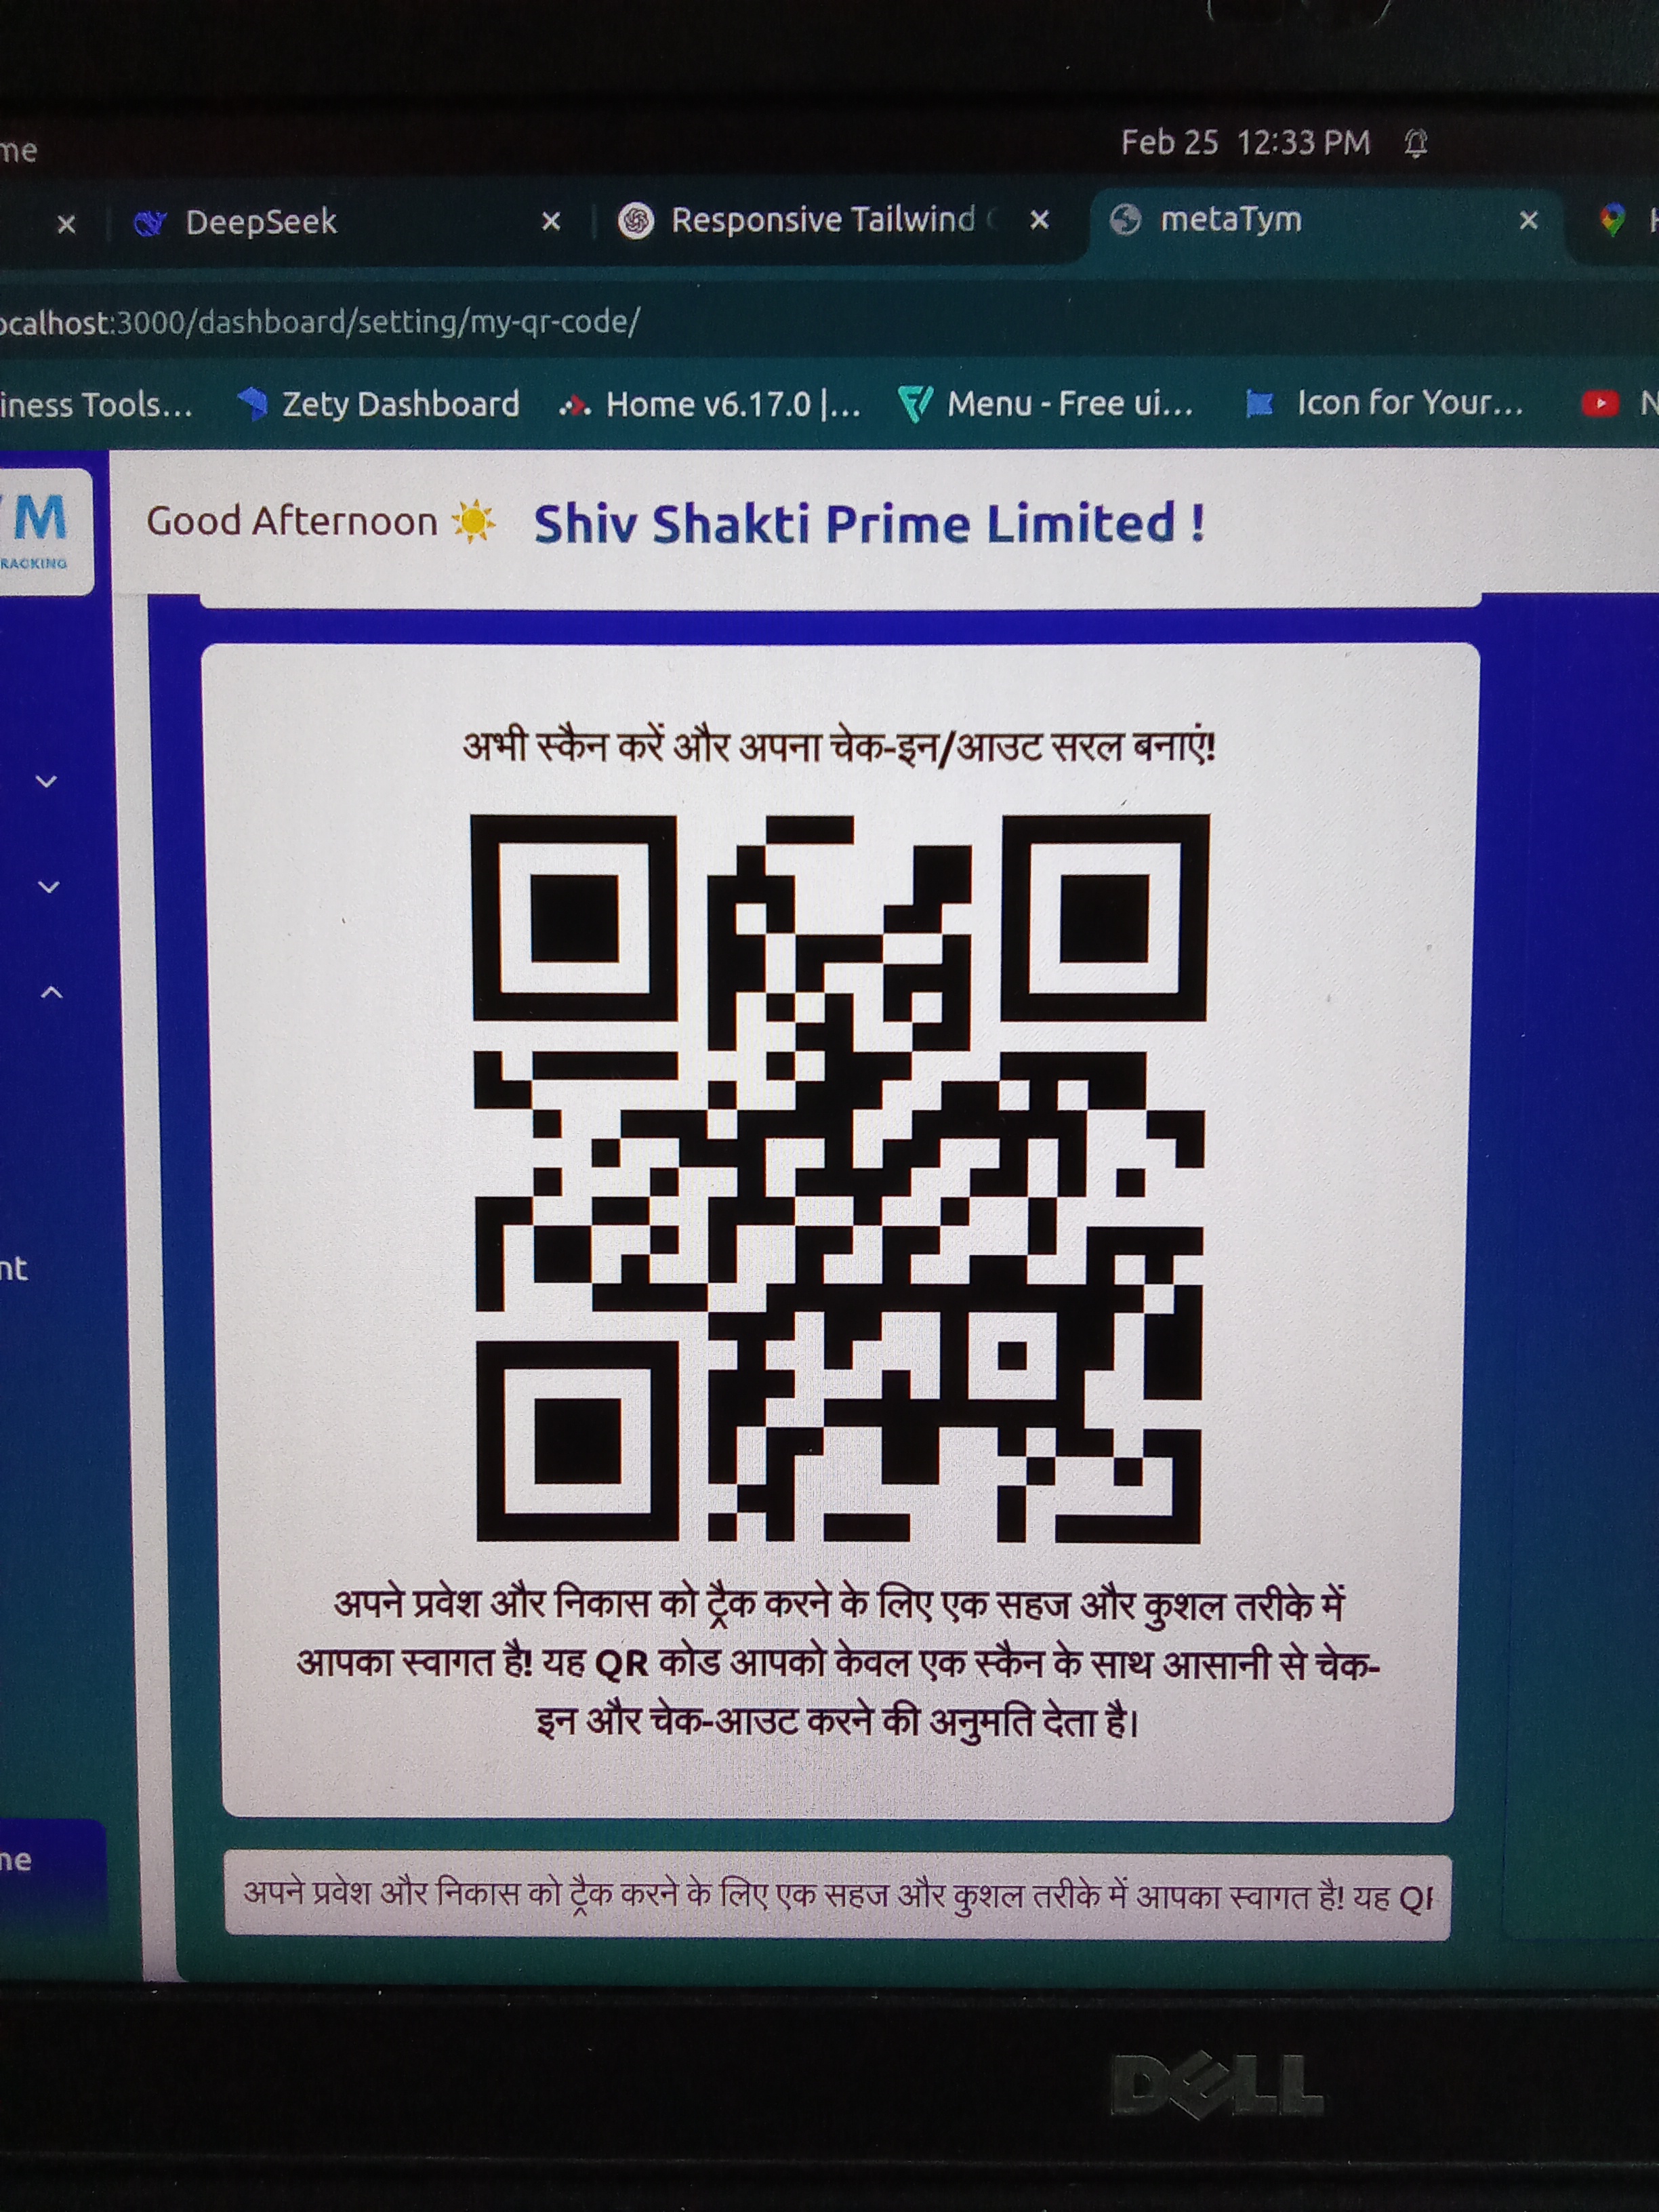 me
Feb 25 12:33 PM
DeepSeek
Responsive Tailwind
metaTym
ocalhost:3000/dashboard/setting/my-qr-code/
iness Tools...
Zety Dashboard
Home v6.17.0 |...
Menu - Free ui...
Icon for Your...
N
M
RACKING
Good Afternoon Shiv Shakti Prime Limited !
अभी स्कैन करें और अपना चेक-इन/आउट सरल बनाएं!
nt
अपने प्रवेश और निकास को ट्रैक करने के लिए एक सहज और कुशल तरीके में
आपका स्वागत है! यह QR कोड आपको केवल एक स्कैन के साथ आसानी से चेक-
इन और चेक-आउट करने की अनुमति देता है।
ne
अपने प्रवेश और निकास को ट्रैक करने के लिए एक सहज और कुशल तरीके में आपका स्वागत है! यह
DELL